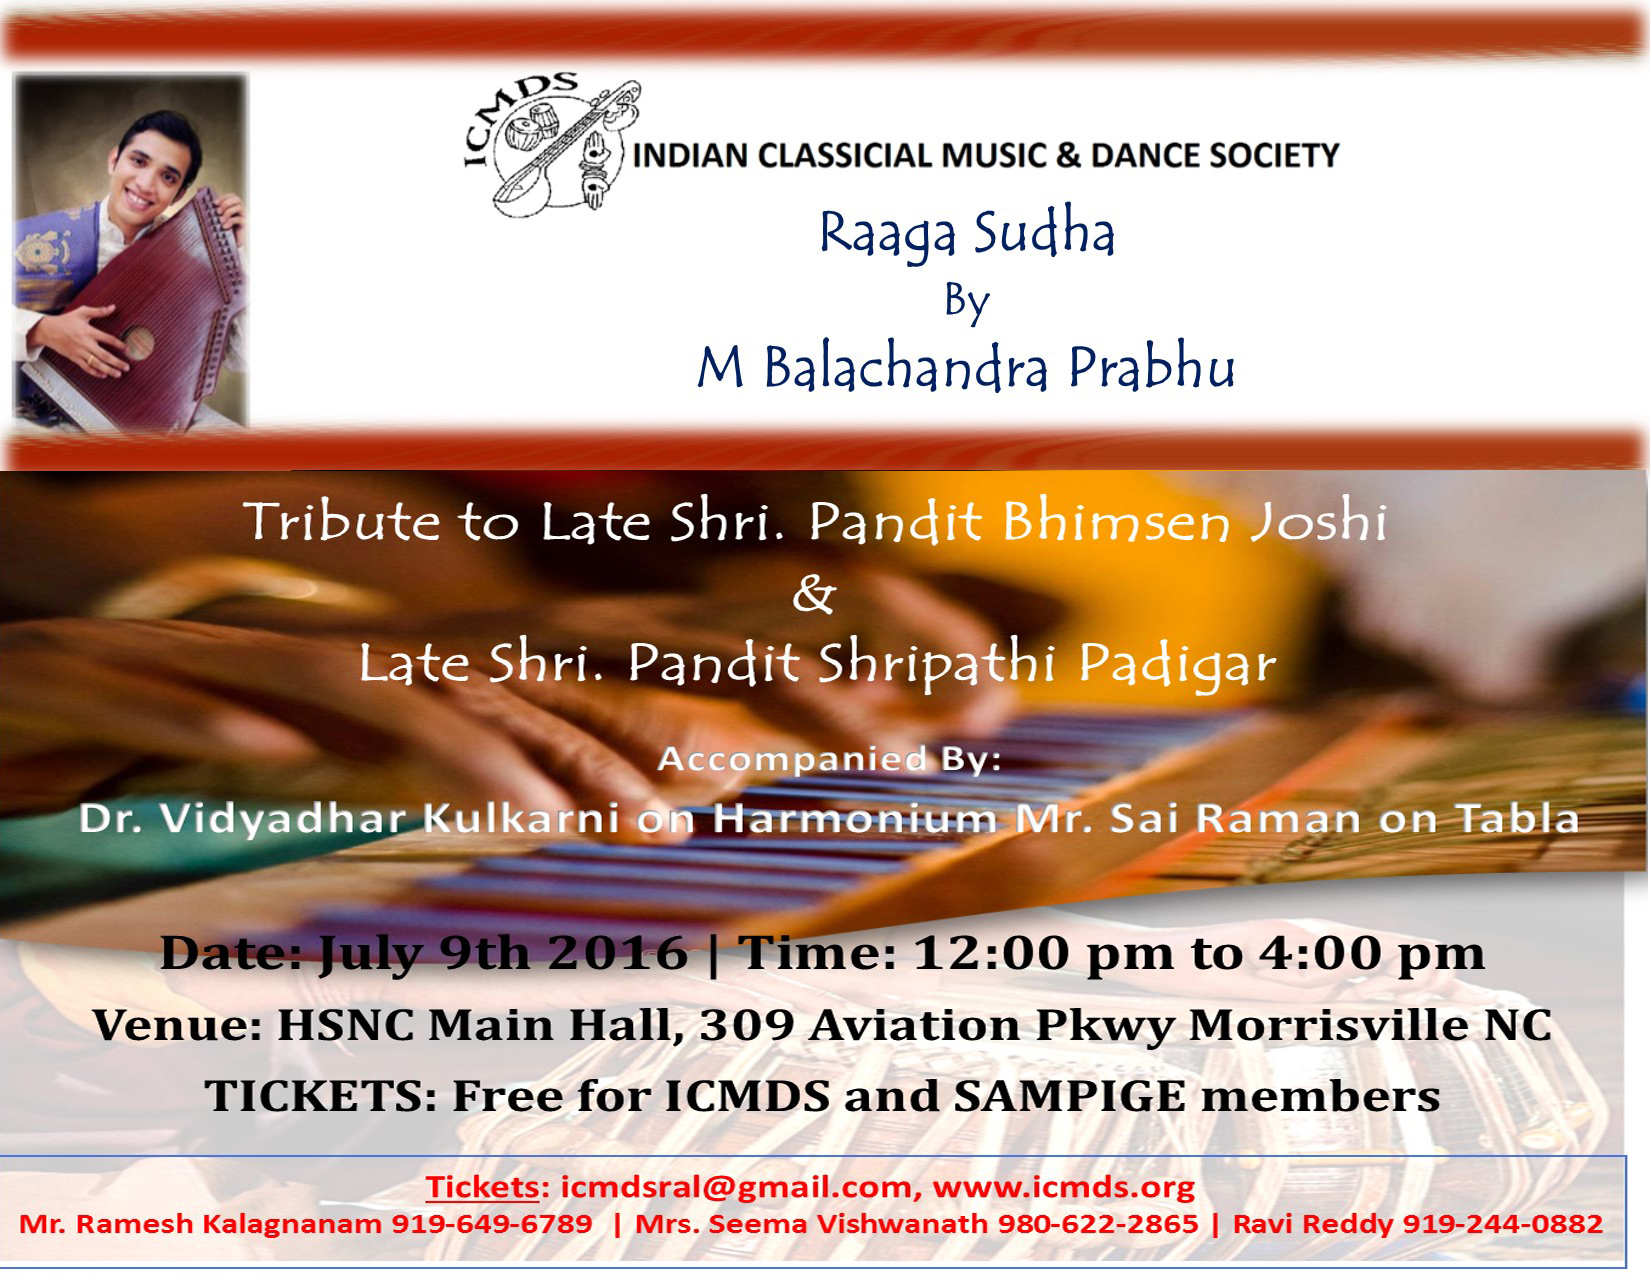 ICMDS
INDIAN CLASSICIAL MUSIC & DANCE SOCIETY
Raaga Sudha
By
M Balachandra Prabhu
Tribute to Late Shri. Pandit Bhimsen Joshi
&
Late Shri. Pandit Shripathi Padigar
Accompanied By:
Dr. Vidyadhar Kulkarni on Harmonium Mr. Sai Raman on Tabla
Date: July 9th 2016 | Time: 12:00 pm to 4:00 pm
Venue: HSNC Main Hall, 309 Aviation Pkwy Morrisville NC
TICKETS: Free for ICMDS and SAMPIGE members
Tickets: icmdsral@gmail.com, www.icmds.org
Mr. Ramesh Kalagnanam 919-649-6789 | Mrs. Seema Vishwanath 980-622-2865 | Ravi Reddy 919-244-0882